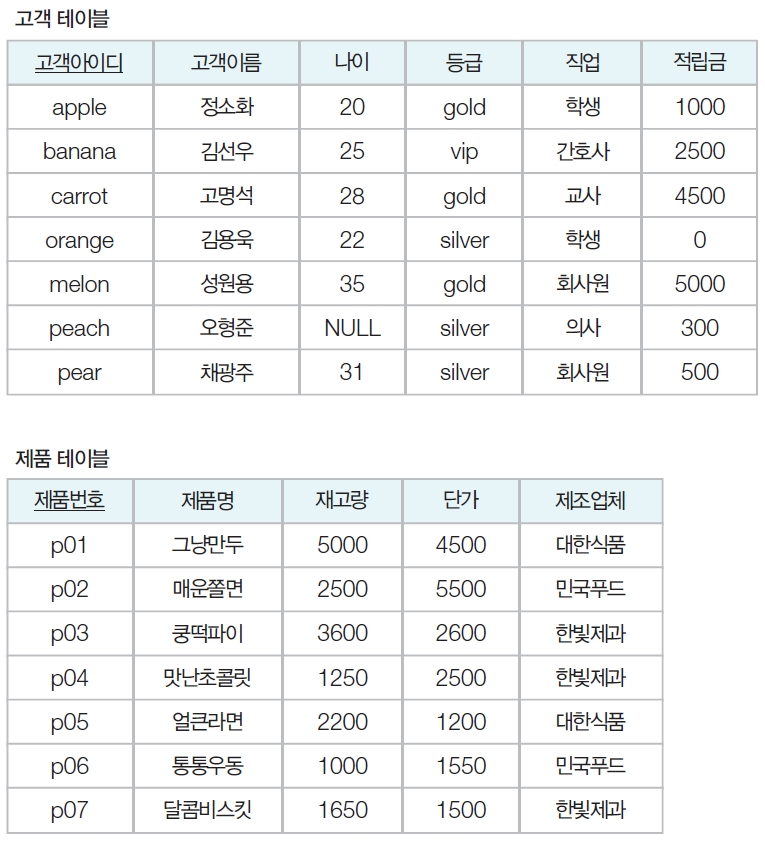 고객 테이블
고객아이디 고객이름 나이 등급 직업 적립금
apple 정소화 20 gold 학생 1000
banana 김선우 25 vip 간호사 2500
carrot 고명석 28 gold 교사 4500
orange 김용욱 22 silver 학생 0
melon 성원용 35 gold 회사원 5000
peach 오형준 NULL silver 의사 300
pear 채광주 31 silver 회사원 500
제품 테이블
제품번호 제품명 재고량 단가 제조업체
p01 그냥만두 5000 4500 대한식품
p02 매운쫄면 2500 5500 민국푸드
p03 쿵떡파이 3600 2600 한빛제과
p04 맛난초콜릿 1250 2500 한빛제과
p05 얼큰라면 2200 1200 대한식품
p06 통통우동 1000 1550 민국푸드
p07 달콤비스킷 1650 1500 한빛제과